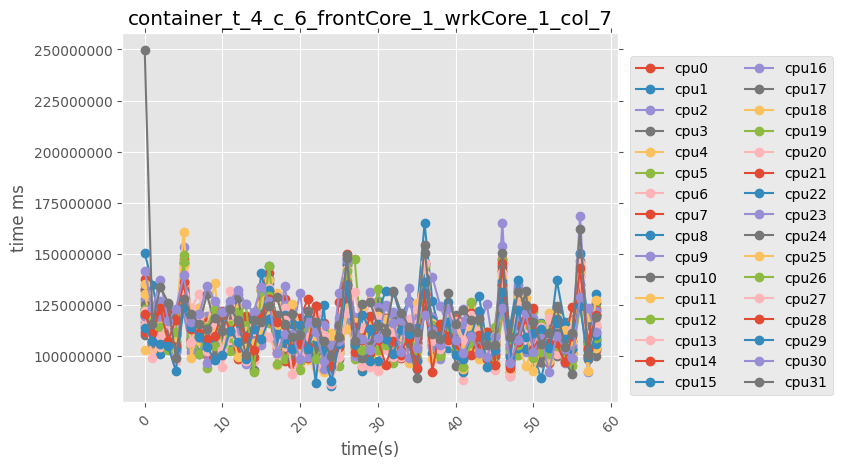 container_t_4_c_6_frontCore_1_wrkCore_1_col_7
250000000
225000000
200000000
175000000
150000000
125000000
100000000
time ms
0
10
20
30
40
50
60
time(s)
cpu0
cpu1
cpu2
cpu3
cpu4
cpu5
cpu6
cpu7
cpu8
cpu9
cpu10
cpu11
cpu12
cpu13
cpu14
cpu15
cpu16
cpu17
cpu18
cpu19
cpu20
cpu21
cpu22
cpu23
cpu24
cpu25
cpu26
cpu27
cpu28
cpu29
cpu30
cpu31